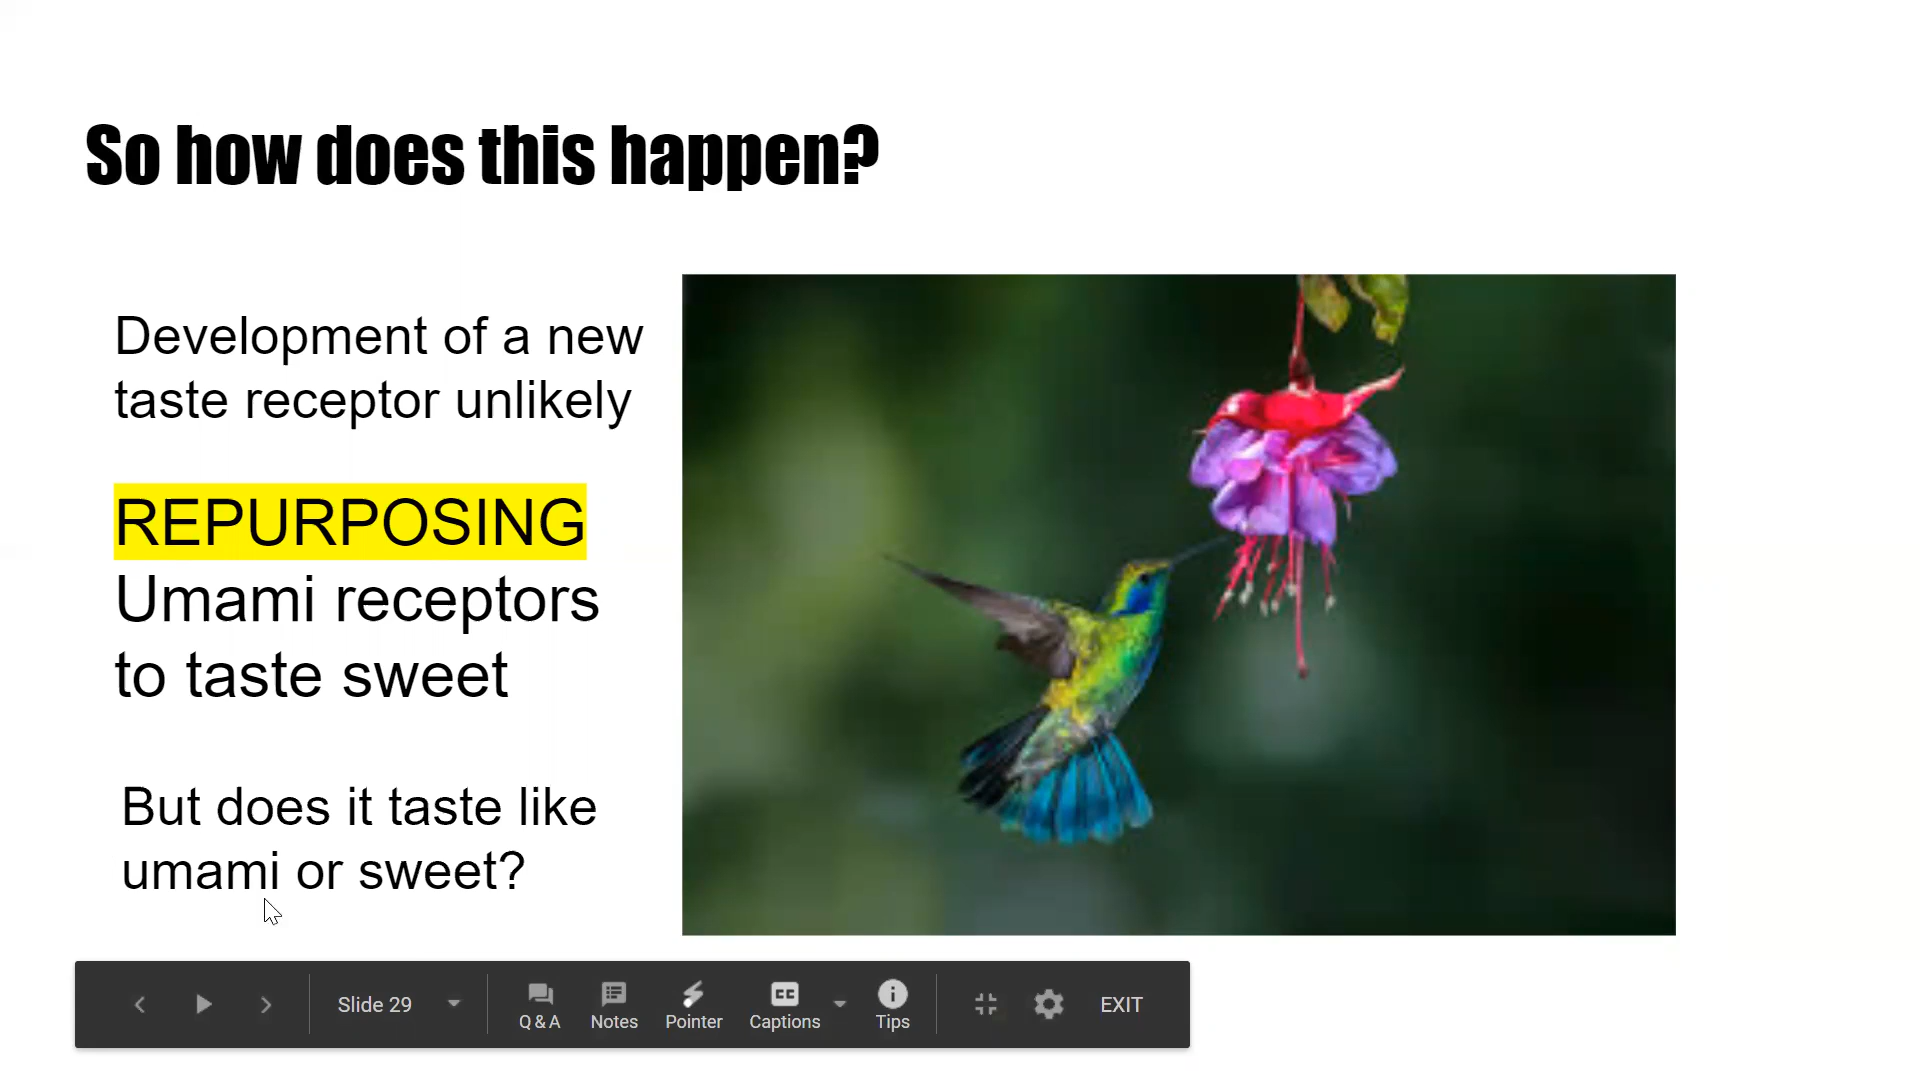 So how does this happen?
Development of a new
taste receptor unlikely
REPURPOSING
Umami receptors
to taste sweet
But does it taste like
umami or sweet?
Slide 29
Q & A
Notes
Pointer
CC
Captions
Tips
EXIT